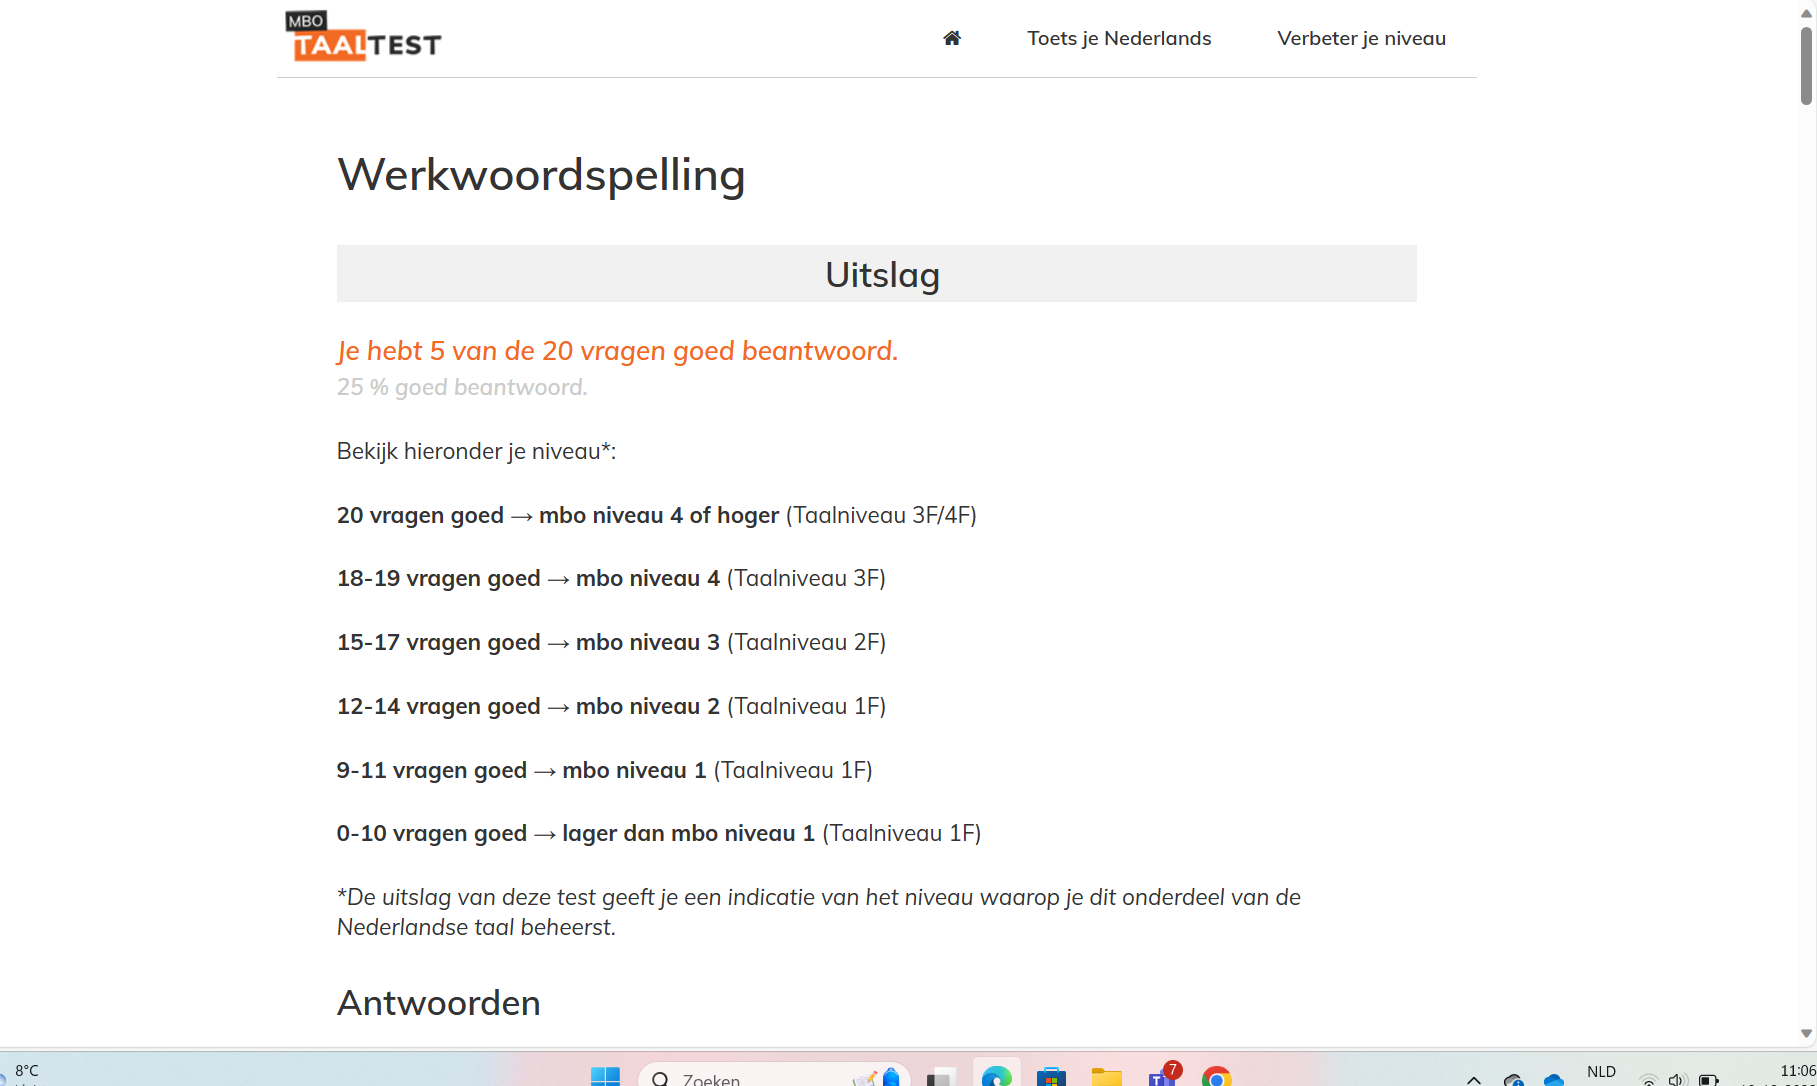 MBO
TAALTEST
Toets je Nederlands
Verbeter je niveau
Werkwoordspelling
Uitslag
Je hebt 5 van de 20 vragen goed beantwoord.
25 % goed beantwoord.
Bekijk hieronder je niveau*:
20 vragen goed → mbo niveau 4 of hoger (Taalniveau 3F/4F)
18-19 vragen goed → mbo niveau 4 (Taalniveau 3F)
15-17 vragen goed → mbo niveau 3 (Taalniveau 2F)
12-14 vragen goed → mbo niveau 2 (Taalniveau 1F)
9-11 vragen goed → mbo niveau 1 (Taalniveau 1F)
0-10 vragen goed → lager dan mbo niveau 1 (Taalniveau 1F)
*De uitslag van deze test geeft je een indicatie van het niveau waarop je dit onderdeel van de
Nederlandse taal beheerst.
Antwoorden
8°C
Zoeken
7
NLD
11:06